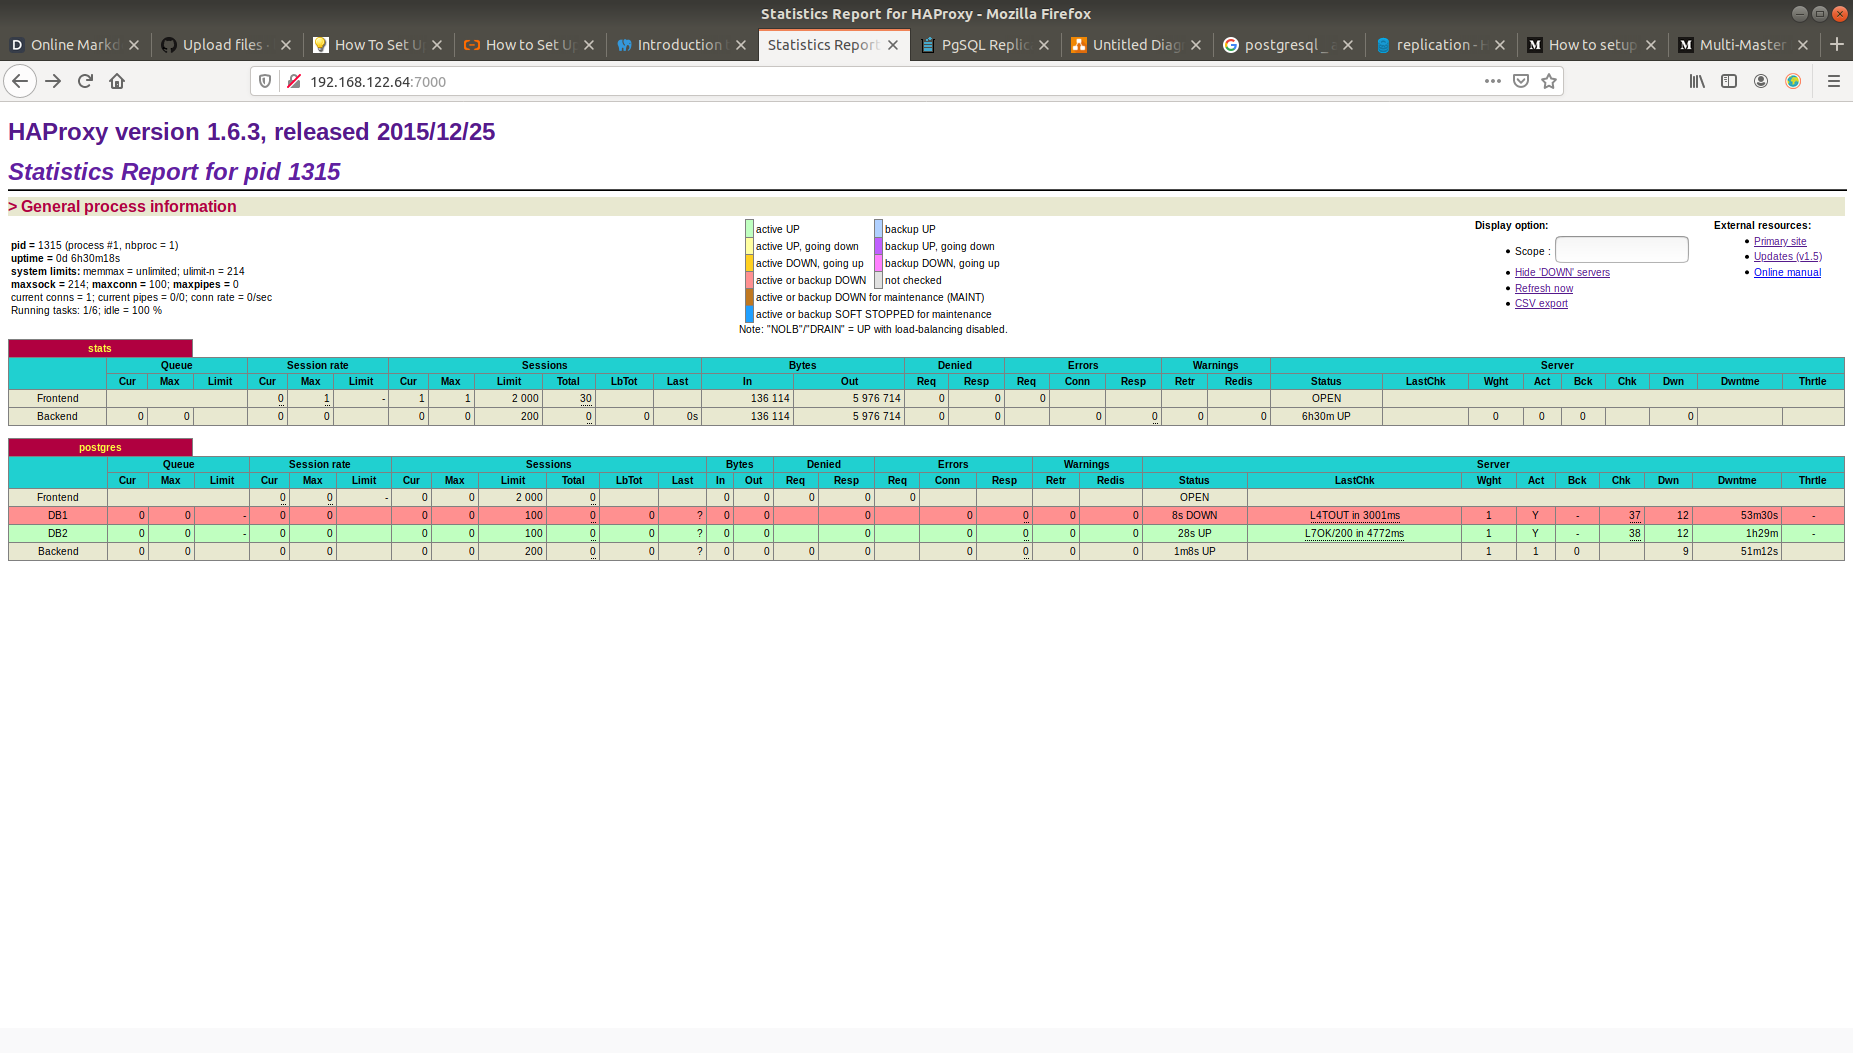 Statistics Report for HAProxy - Mozilla Firefox
Online Markd Upload files - How To Set U How to Set U Introduction Statistics Report PgSQL Replic Untitled Diag postgresql_ How to setup Multi-Master
192.168.122.64:7000
HAProxy version 1.6.3, released 2015/12/25
Statistics Report for pid 1315
> General process information
pid = 1315 (process #1, nbproc = 1)
uptime = 0d 6h30m18s
system limits: memmax = unlimited; ulimit-n = 214
maxsock = 214; maxconn = 100; maxpipes = 0
current conns = 1; current pipes = 0/0; conn rate = 0/sec
Running tasks: 1/6; idle = 100 %
active UP backup UP
active UP, going down backup UP, going down
active DOWN, going up backup DOWN, going up
active or backup DOWN not checked
active or backup DOWN for maintenance (MAINT)
active or backup SOFT STOPPED for maintenance
Note: "NOLB"/"DRAIN" = UP with load-balancing disabled.
Display option:
Scope :
Hide 'DOWN' servers
Refresh now
CSV export
External resources:
Primary site
Updates (v1.5)
Online manual
stats
Queue Session rate Sessions Bytes Denied Errors Warnings Server
Cur Max Limit Cur Max Limit Cur Max Limit Total LbTot Last In Out Req Resp Req Conn Resp Retr Redis Status LastChk Wght Act Bck Chk Dwn Dwntme Thrtle
Frontend 0 1 - 1 1 2 000 30 136 114 5 976 714 0 0 0 OPEN
Backend 0 0 0 0 0 0 200 0 0 0s 136 114 5 976 714 0 0 0 0 0 0 6h30m UP 0 0 0 0
postgres
Queue Session rate Sessions Bytes Denied Errors Warnings Server
Cur Max Limit Cur Max Limit Cur Max Limit Total LbTot Last In Out Req Resp Req Conn Resp Retr Redis Status LastChk Wght Act Bck Chk Dwn Dwntme Thrtle
Frontend 0 0 - 0 0 2 000 0 0 0 0 0 0 OPEN
DB1 0 0 - 0 0 0 0 100 0 0 ? 0 0 0 0 0 0 0 8s DOWN L4TOUT in 3001ms 1 Y - 37 12 53m30s -
DB2 0 0 - 0 0 0 0 100 0 0 ? 0 0 0 0 0 0 0 28s UP L7OK/200 in 4772ms 1 Y - 38 12 1h29m -
Backend 0 0 0 0 0 0 200 0 0 ? 0 0 0 0 0 0 0 0 1m8s UP 1 1 0 9 51m12s